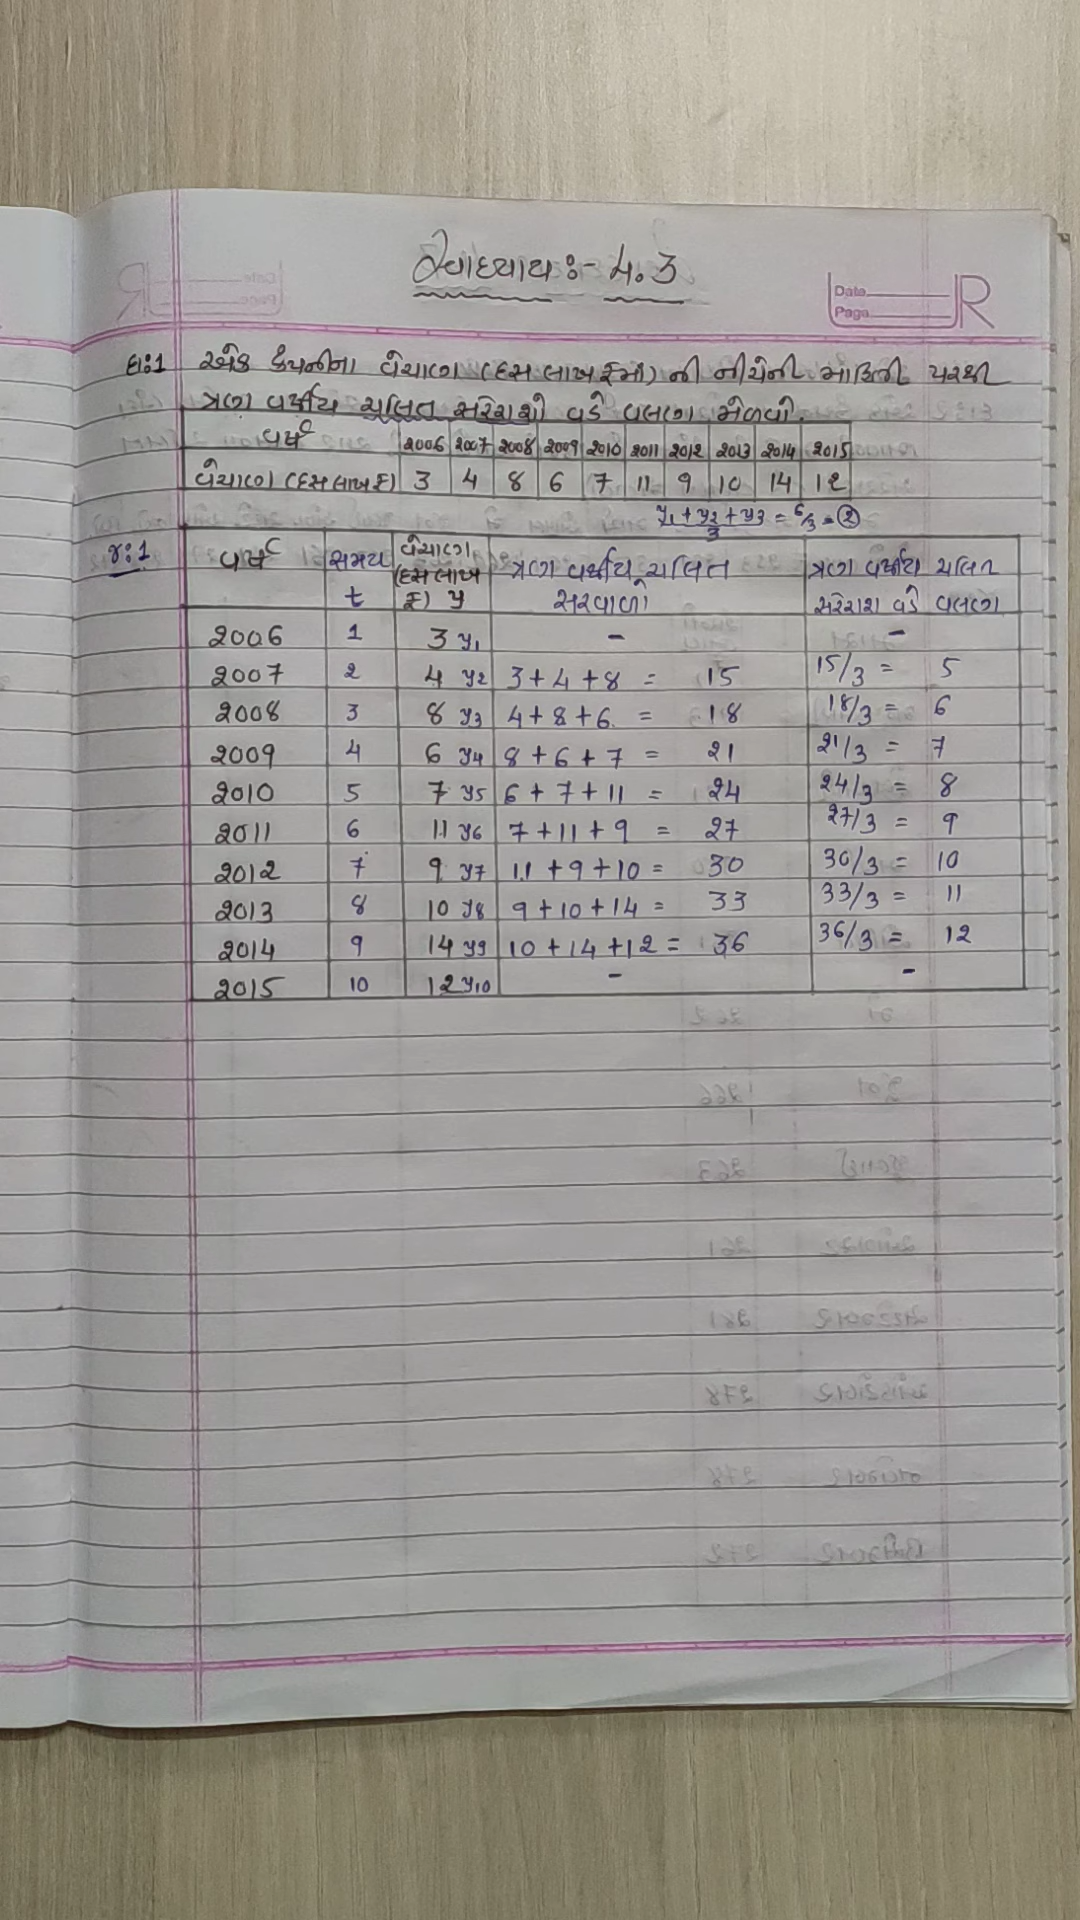 સ્વાધ્યાય :- 4.3
Date
Page
R
દા:1 એક કંપનીના વેચાણ (દસ લાખ ₹માં) ની નીચેની માહિતી પરથી
ત્રણ વર્ષીય ચલિત સરેરાશો વડે વલણ મેળવો.
વર્ષ 2006 2007 2008 2009 2010 2011 2012 2013 2014 2015
વેચાણ (દસ લાખ ₹) 3 4 8 6 7 11 9 10 14 12
y1 + y2 + y3 / 3 = 6/3 = 2
જ:1 વર્ષ સમય t વેચાણ (દસ લાખ ₹) y ત્રણ વર્ષીય ચલિત સરવાળો ત્રણ વર્ષીય ચલિત સરેરાશ વડે વલણ
2006 1 3 y1 - -
2007 2 4 y2 3+4+8 = 15 15/3 = 5
2008 3 8 y3 4+8+6 = 18 18/3 = 6
2009 4 6 y4 8+6+7 = 21 21/3 = 7
2010 5 7 y5 6+7+11 = 24 24/3 = 8
2011 6 11 y6 7+11+9 = 27 27/3 = 9
2012 7 9 y7 11+9+10 = 30 30/3 = 10
2013 8 10 y8 9+10+14 = 33 33/3 = 11
2014 9 14 y9 10+14+12 = 36 36/3 = 12
2015 10 12 y10 - -